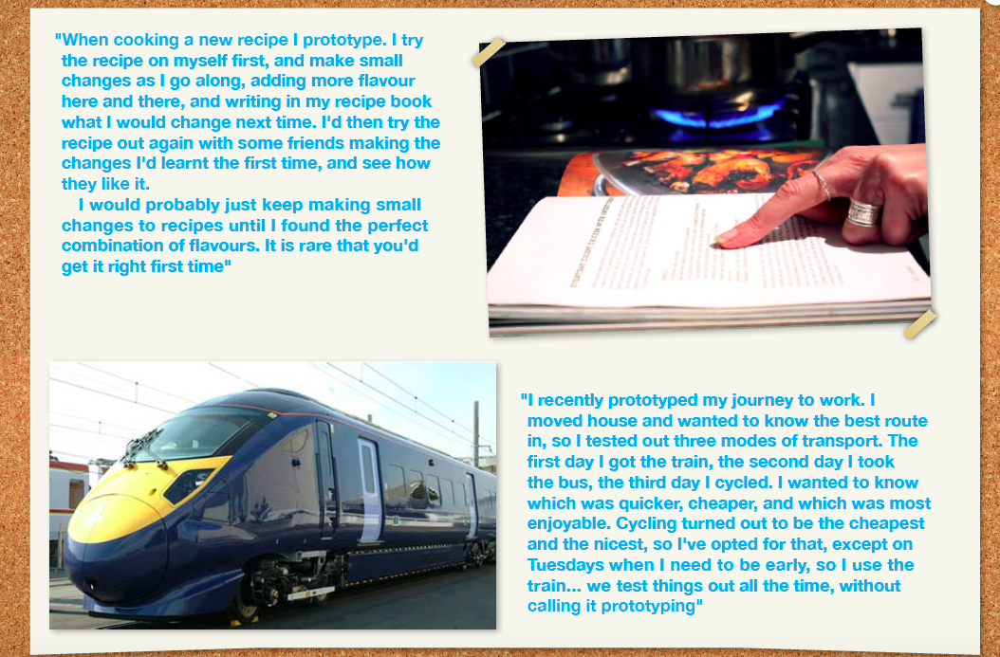 "When cooking a new recipe I prototype. I try
the recipe on myself first, and make small
changes as I go along, adding more flavour
here and there, and writing in my recipe book
what I would change next time. I'd then try the
recipe out again with some friends making the
changes I'd learnt the first time, and see how
they like it.
I would probably just keep making small
changes to recipes until I found the perfect
combination of flavours. It is rare that you'd
get it right first time"
"I recently prototyped my journey to work. I
moved house and wanted to know the best route
in, so I tested out three modes of transport. The
first day I got the train, the second day I took
the bus, the third day I cycled. I wanted to know
which was quicker, cheaper, and which was most
enjoyable. Cycling turned out to be the cheapest
and the nicest, so I've opted for that, except on
Tuesdays when I need to be early, so I use the
train... we test things out all the time, without
calling it prototyping"